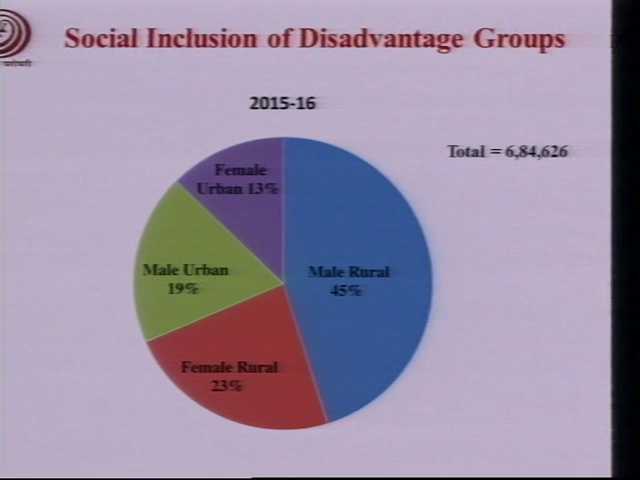 Social Inclusion of Disadvantage Groups
2015-16
Total = 6,84,626
Female
Urban 13%
Male Urban
19%
Male Rural
45%
Female Rural
23%